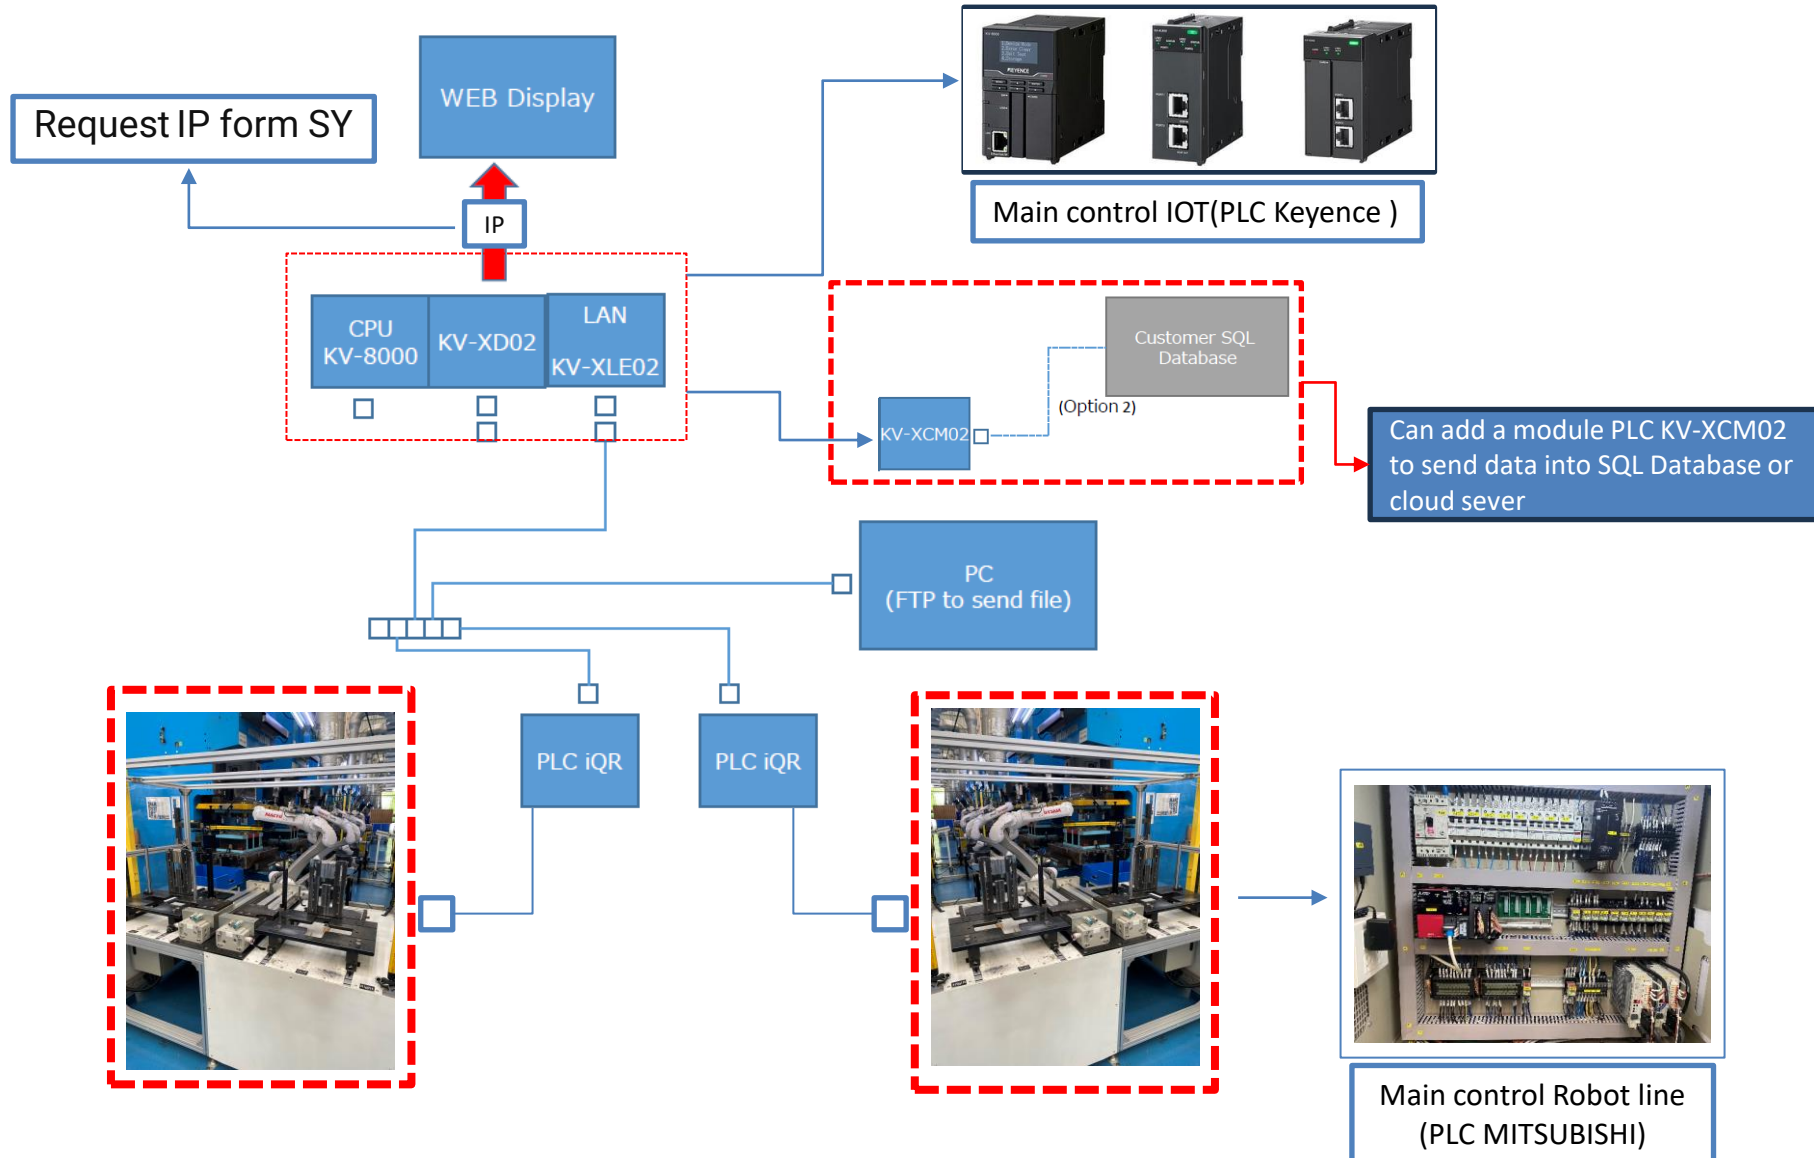 WEB Display
Request IP form SY
IP
KEYENCE
Main control IOT(PLC Keyence )
CPU
KV-8000
KV-XD02
LAN
KV-XLE02
Customer SQL
Database
(Option 2)
KV-XCM02
Can add a module PLC KV-XCM02
to send data into SQL Database or
cloud sever
PC
(FTP to send file)
PLC iQR
PLC iQR
Main control Robot line
(PLC MITSUBISHI)